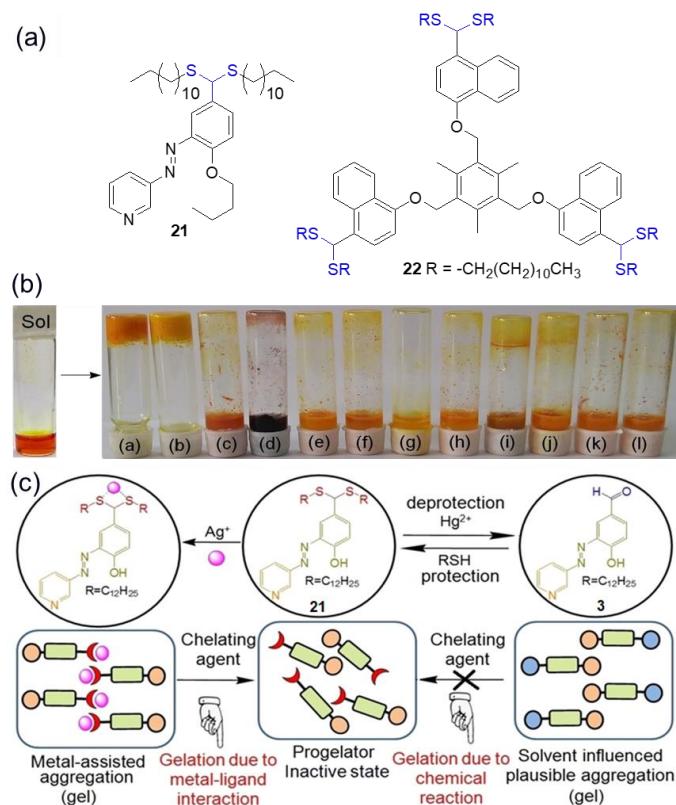 (a)
RS SR
S S
( )10 ( )10
N N
O
N
21
O
RS
SR
O
O
SR
SR
22 R = -CH2(CH2)10CH3
(b)
Sol
(a) (b) (c) (d) (e) (f) (g) (h) (i) (j) (k) (l)
(c)
R S S R
N N
OH
N
R=C12H25
Ag+
R S S R
N N
OH
N
R=C12H25
21
deprotection
Hg2+
RSH
protection
H O
N N
OH
N
R=C12H25
3
Metal-assisted
aggregation
(gel)
Chelating
agent
Gelation due to
metal-ligand
interaction
Progelator
Inactive state
Chelating
agent
Gelation due to
chemical
reaction
Solvent influenced
plausible aggregation
(gel)